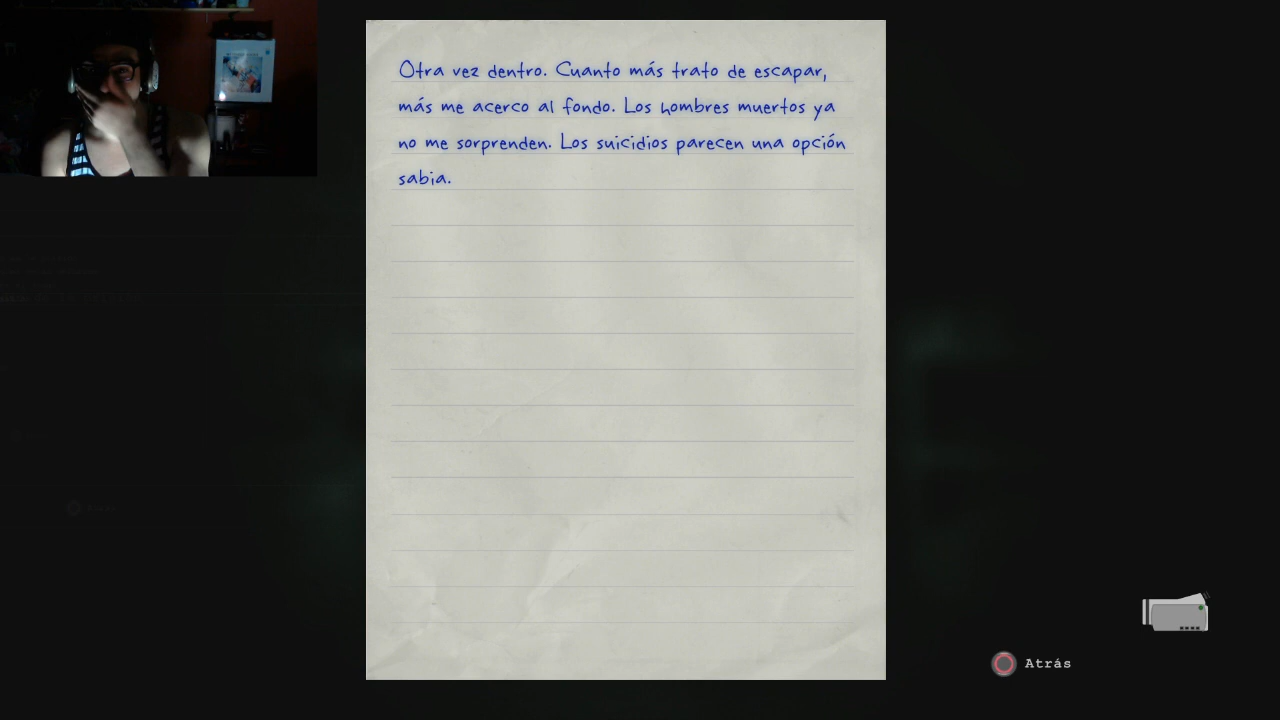 Otra vez dentro. Cuanto más trato de escapar,
más me acerco al fondo. Los hombres muertos ya
no me sorprenden. Los suicidios parecen una opción
sabia.
Atrás